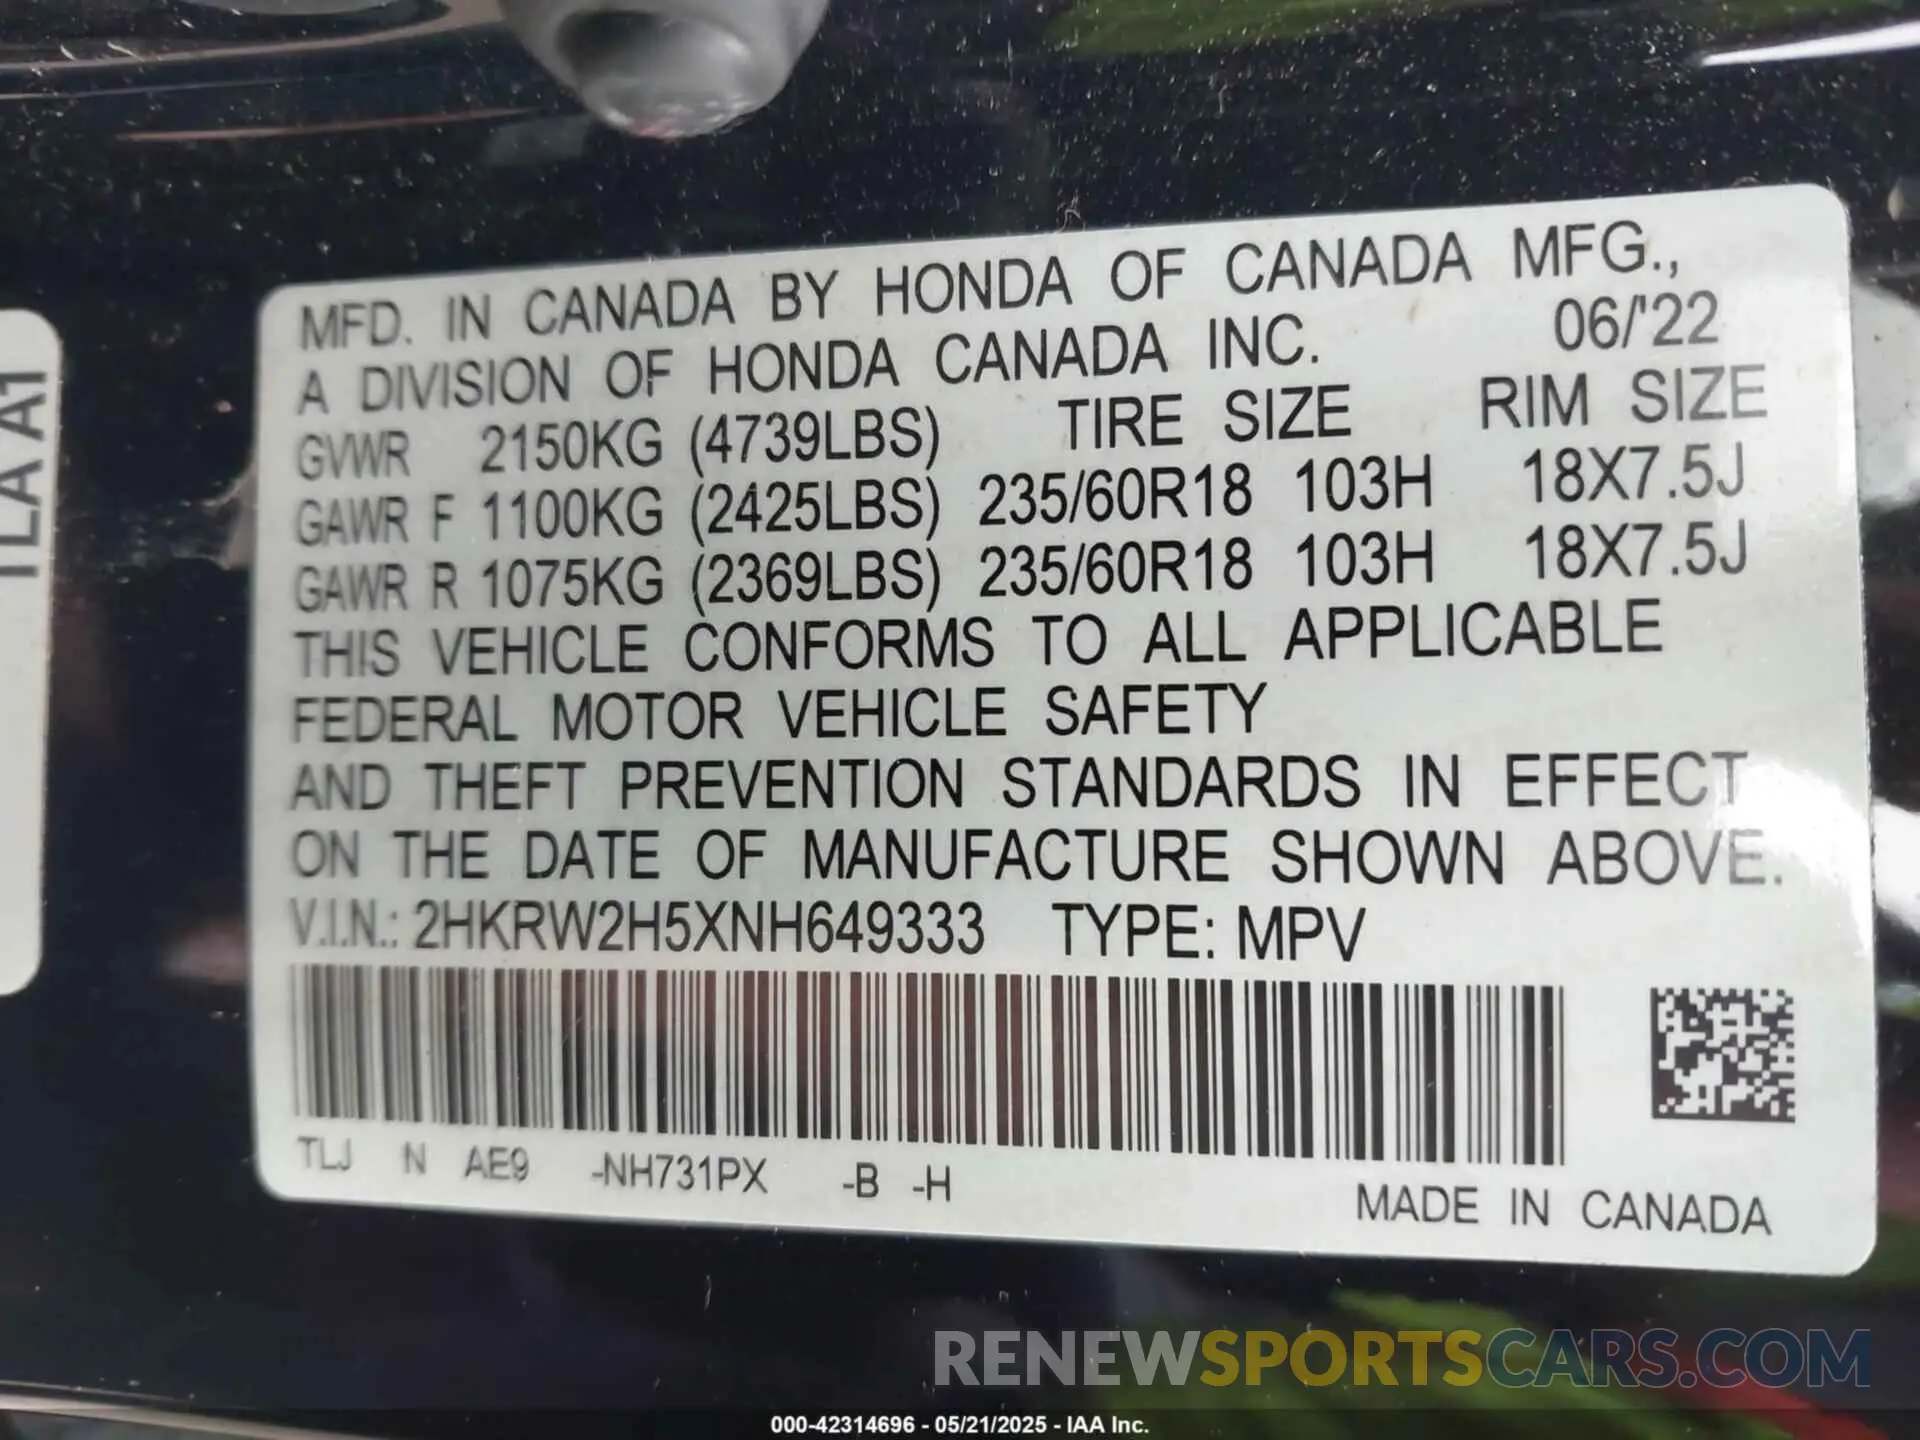 MFD. IN CANADA BY HONDA OF CANADA MFG.,
A DIVISION OF HONDA CANADA INC. 06/'22
GVWR 2150KG (4739LBS) TIRE SIZE RIM SIZE
GAWR F 1100KG (2425LBS) 235/60R18 103H 18X7.5J
GAWR R 1075KG (2369LBS) 235/60R18 103H 18X7.5J
THIS VEHICLE CONFORMS TO ALL APPLICABLE
FEDERAL MOTOR VEHICLE SAFETY
AND THEFT PREVENTION STANDARDS IN EFFECT
ON THE DATE OF MANUFACTURE SHOWN ABOVE.
V.I.N.: 2HKRW2H5XNH649333 TYPE: MPV
TLJ N AE9 -NH731PX -B -H
MADE IN CANADA
TLA A1
RENEWSPORTSCARS.COM
000-42314696 - 05/21/2025 - IAA Inc.